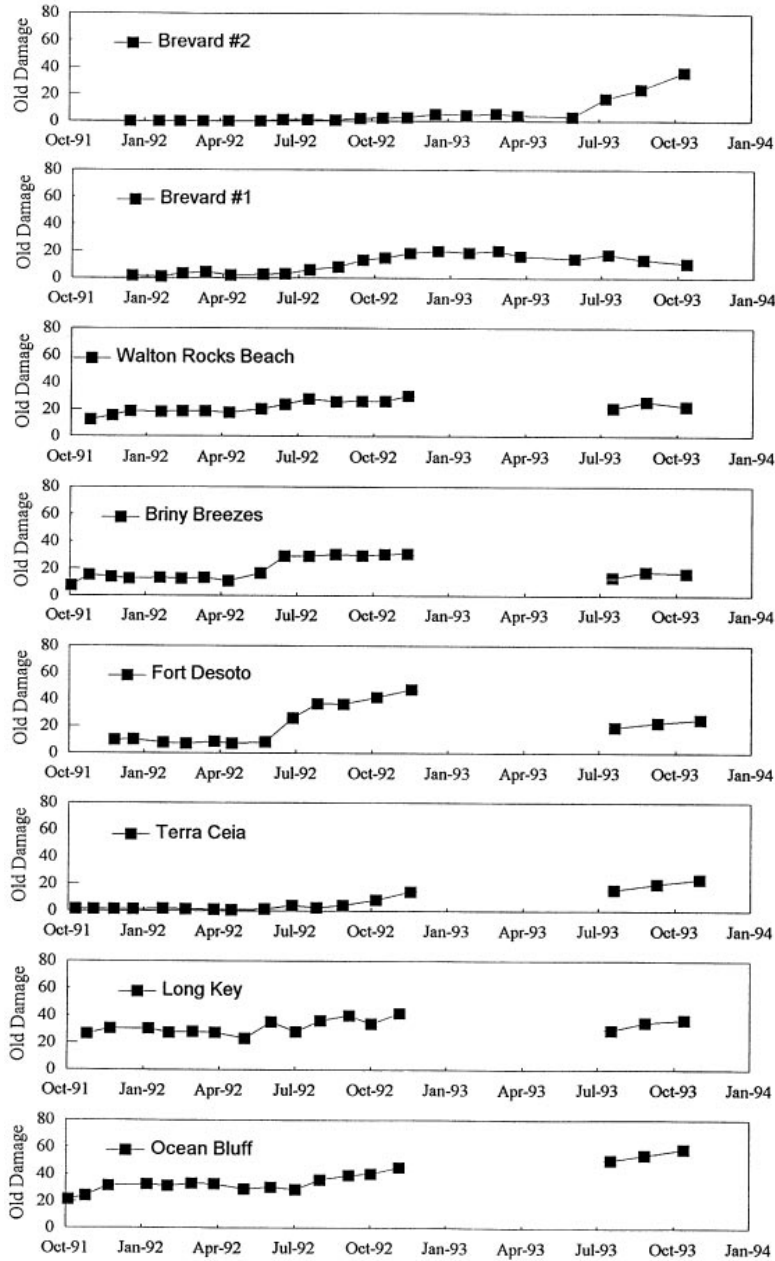 80
60
40
20
0
Old Damage
Brevard #2
Oct-91 Jan-92 Apr-92 Jul-92 Oct-92 Jan-93 Apr-93 Jul-93 Oct-93 Jan-94
80
60
40
20
0
Old Damage
Brevard #1
Oct-91 Jan-92 Apr-92 Jul-92 Oct-92 Jan-93 Apr-93 Jul-93 Oct-93 Jan-94
80
60
40
20
0
Old Damage
Walton Rocks Beach
Oct-91 Jan-92 Apr-92 Jul-92 Oct-92 Jan-93 Apr-93 Jul-93 Oct-93 Jan-94
80
60
40
20
0
Old Damage
Briny Breezes
Oct-91 Jan-92 Apr-92 Jul-92 Oct-92 Jan-93 Apr-93 Jul-93 Oct-93 Jan-94
80
60
40
20
0
Old Damage
Fort Desoto
Oct-91 Jan-92 Apr-92 Jul-92 Oct-92 Jan-93 Apr-93 Jul-93 Oct-93 Jan-94
80
60
40
20
0
Old Damage
Terra Ceia
Oct-91 Jan-92 Apr-92 Jul-92 Oct-92 Jan-93 Apr-93 Jul-93 Oct-93 Jan-94
80
60
40
20
0
Old Damage
Long Key
Oct-91 Jan-92 Apr-92 Jul-92 Oct-92 Jan-93 Apr-93 Jul-93 Oct-93 Jan-94
80
60
40
20
0
Old Damage
Ocean Bluff
Oct-91 Jan-92 Apr-92 Jul-92 Oct-92 Jan-93 Apr-93 Jul-93 Oct-93 Jan-94